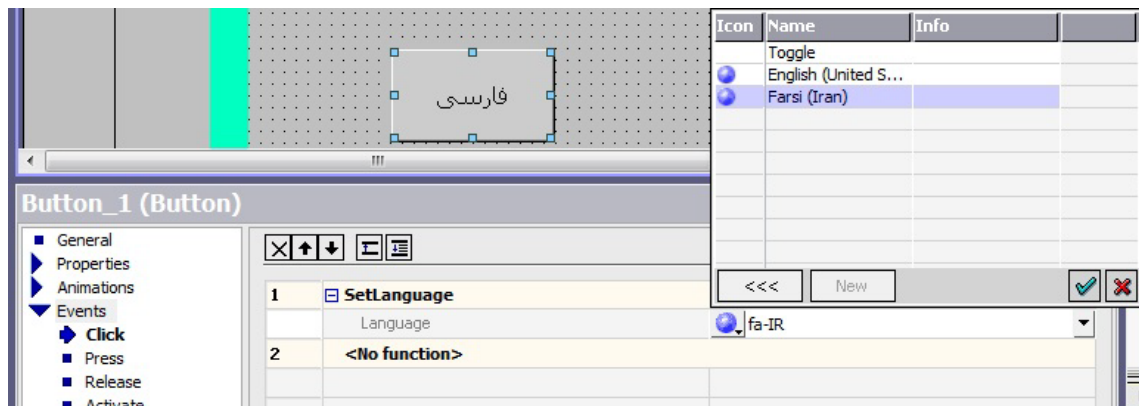 Icon Name Info
Toggle
English (United S...
Farsi (Iran)
فارسی
Button_1 (Button)
<<< New
General
Properties
Animations
Events
Click
Press
Release
Activate
1 SetLanguage
Language fa-IR
2 <No function>